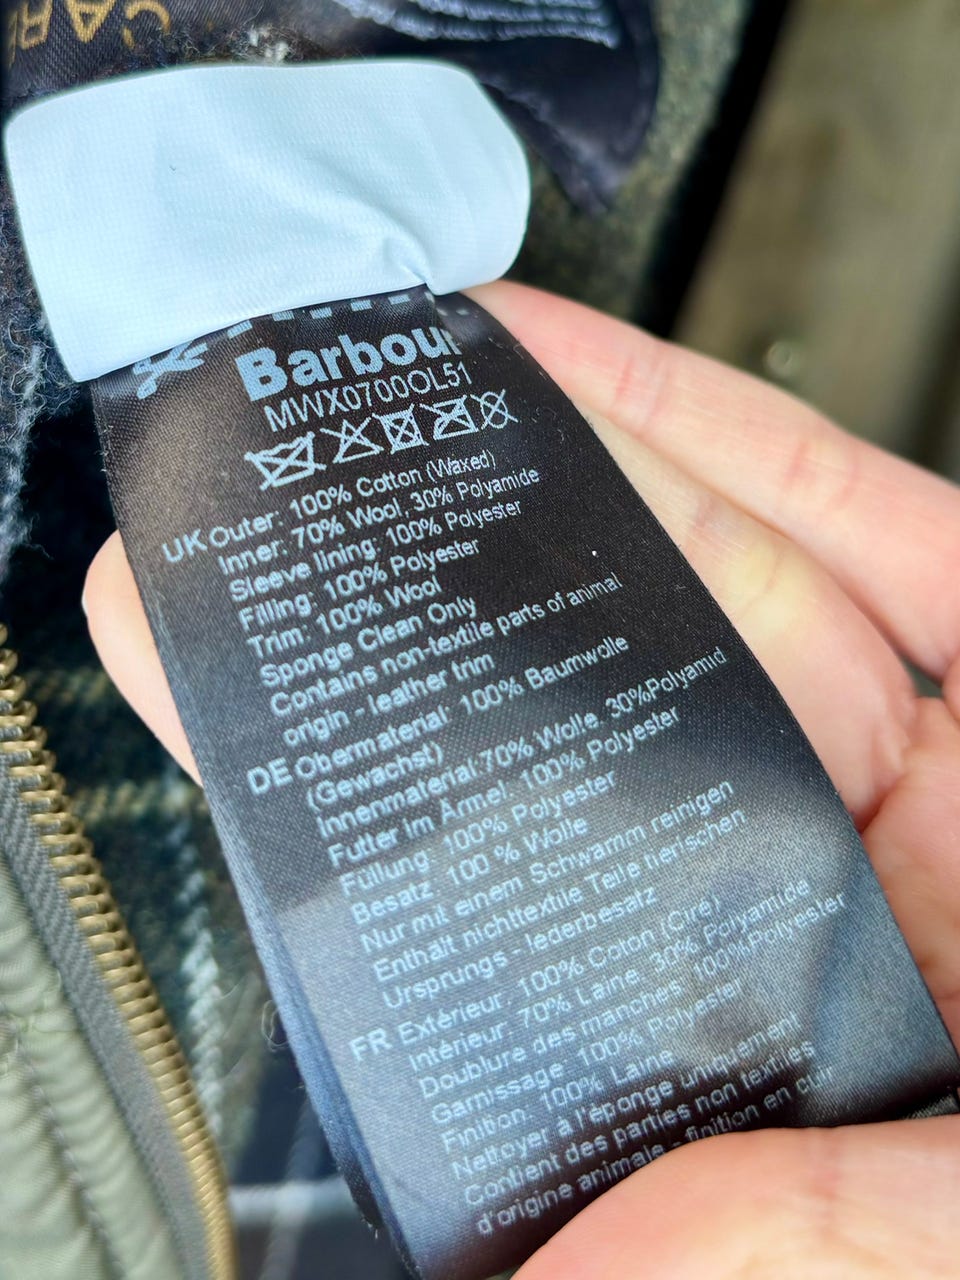 CAR
Barbour
MWX0700OL51
UK Outer: 100% Cotton (Waxed)
Inner: 70% Wool, 30% Polyamide
Sleeve lining: 100% Polyester
Filling: 100% Polyester
Trim: 100% Wool
Sponge Clean Only
Contains non-textile parts of animal
origin - leather trim
DE Obermaterial: 100% Baumwolle
(Gewachst)
Innenmaterial:70% Wolle, 30%Polyamid
Futter im Ärmel: 100% Polyester
Füllung: 100% Polyester
Besatz: 100 % Wolle
Nur mit einem Schwamm reinigen
Enthält nichttextile Teile tierischen
Ursprungs - lederbesatz
FR Extérieur: 100% Coton (Ciré)
Intérieur: 70% Laine, 30% Polyamide
Doublure des manches: 100%Polyester
Garnissage: 100% Polyester
Finition: 100% Laine
Nettoyer à l'éponge uniquement
Contient des parties non textiles
d'origine animale - finition en cuir